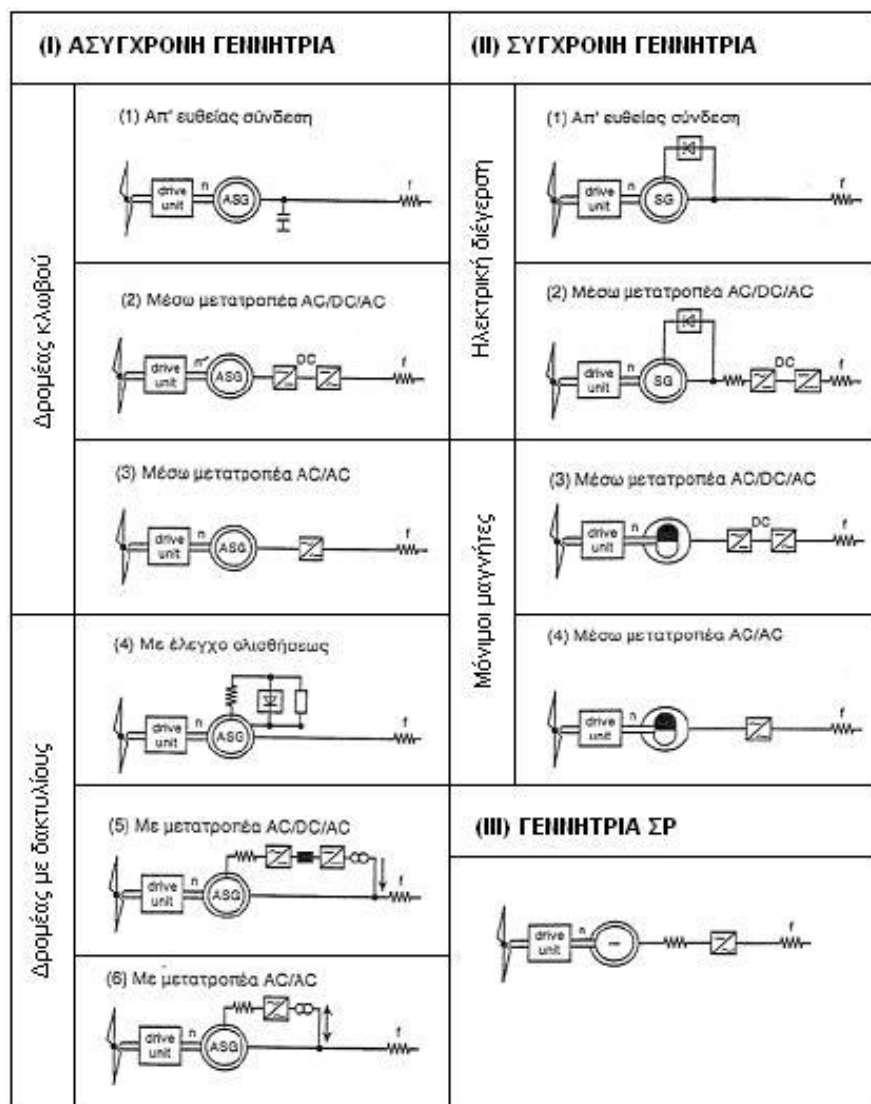 (I) ΑΣΥΓΧΡΟΝΗ ΓΕΝΝΗΤΡΙΑ
Δρομέας κλωβού
(1) Απ' ευθείας σύνδεση
drive
unit
n
ASG
f
(2) Μέσω μετατροπέα AC/DC/AC
drive
unit
n
ASG
DC
f
(3) Μέσω μετατροπέα AC/AC
drive
unit
n
ASG
f
Δρομέας με δακτυλίους
(4) Με έλεγχο ολισθήσεως
drive
unit
n
ASG
f
(5) Με μετατροπέα AC/DC/AC
drive
unit
n
ASG
f
(6) Με μετατροπέα AC/AC
drive
unit
n
ASG
f
(II) ΣΥΓΧΡΟΝΗ ΓΕΝΝΗΤΡΙΑ
Ηλεκτρική διέγερση
(1) Απ' ευθείας σύνδεση
drive
unit
n
SG
f
(2) Μέσω μετατροπέα AC/DC/AC
drive
unit
n
SG
DC
f
Μόνιμοι μαγνήτες
(3) Μέσω μετατροπέα AC/DC/AC
drive
unit
n
DC
f
(4) Μέσω μετατροπέα AC/AC
drive
unit
n
f
(III) ΓΕΝΝΗΤΡΙΑ ΣΡ
drive
unit
n
f